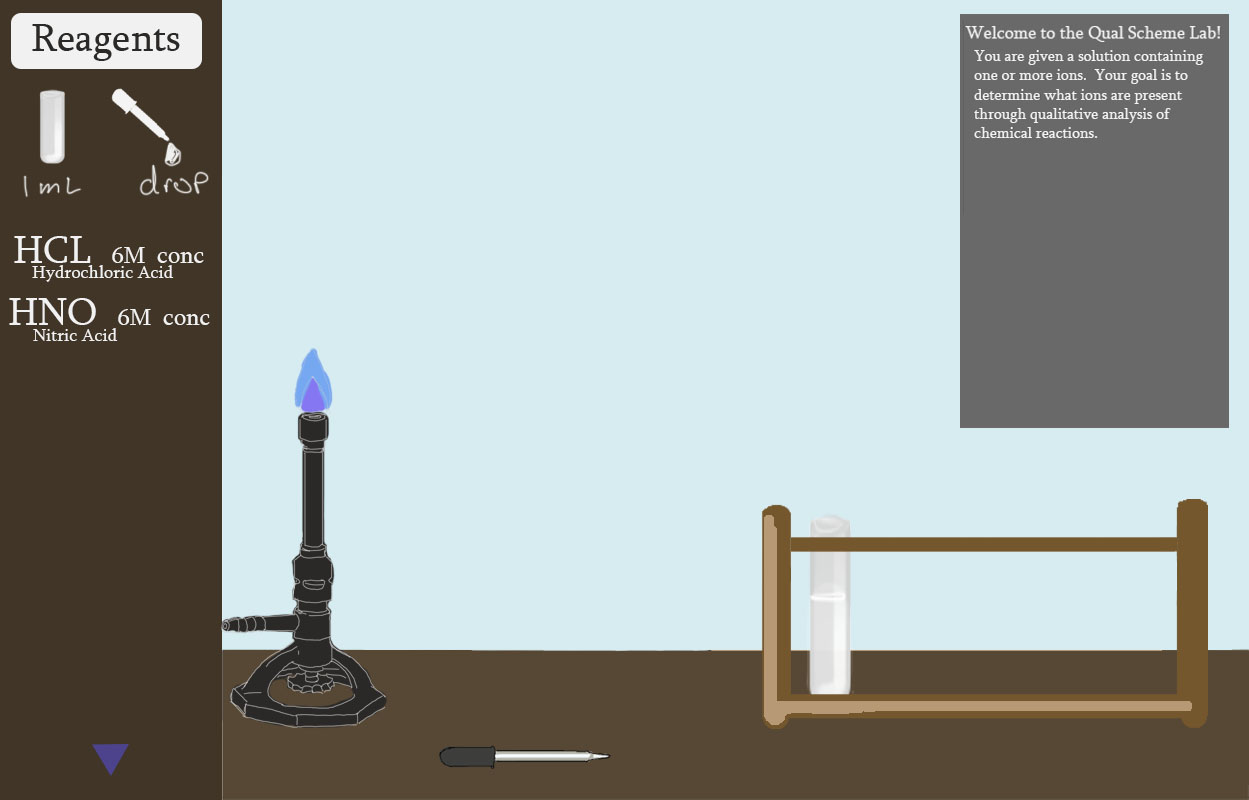 Reagents
1 mL drop
HCL 6M conc
Hydrochloric Acid
HNO 6M conc
Nitric Acid
Welcome to the Qual Scheme Lab!
You are given a solution containing
one or more ions. Your goal is to
determine what ions are present
through qualitative analysis of
chemical reactions.